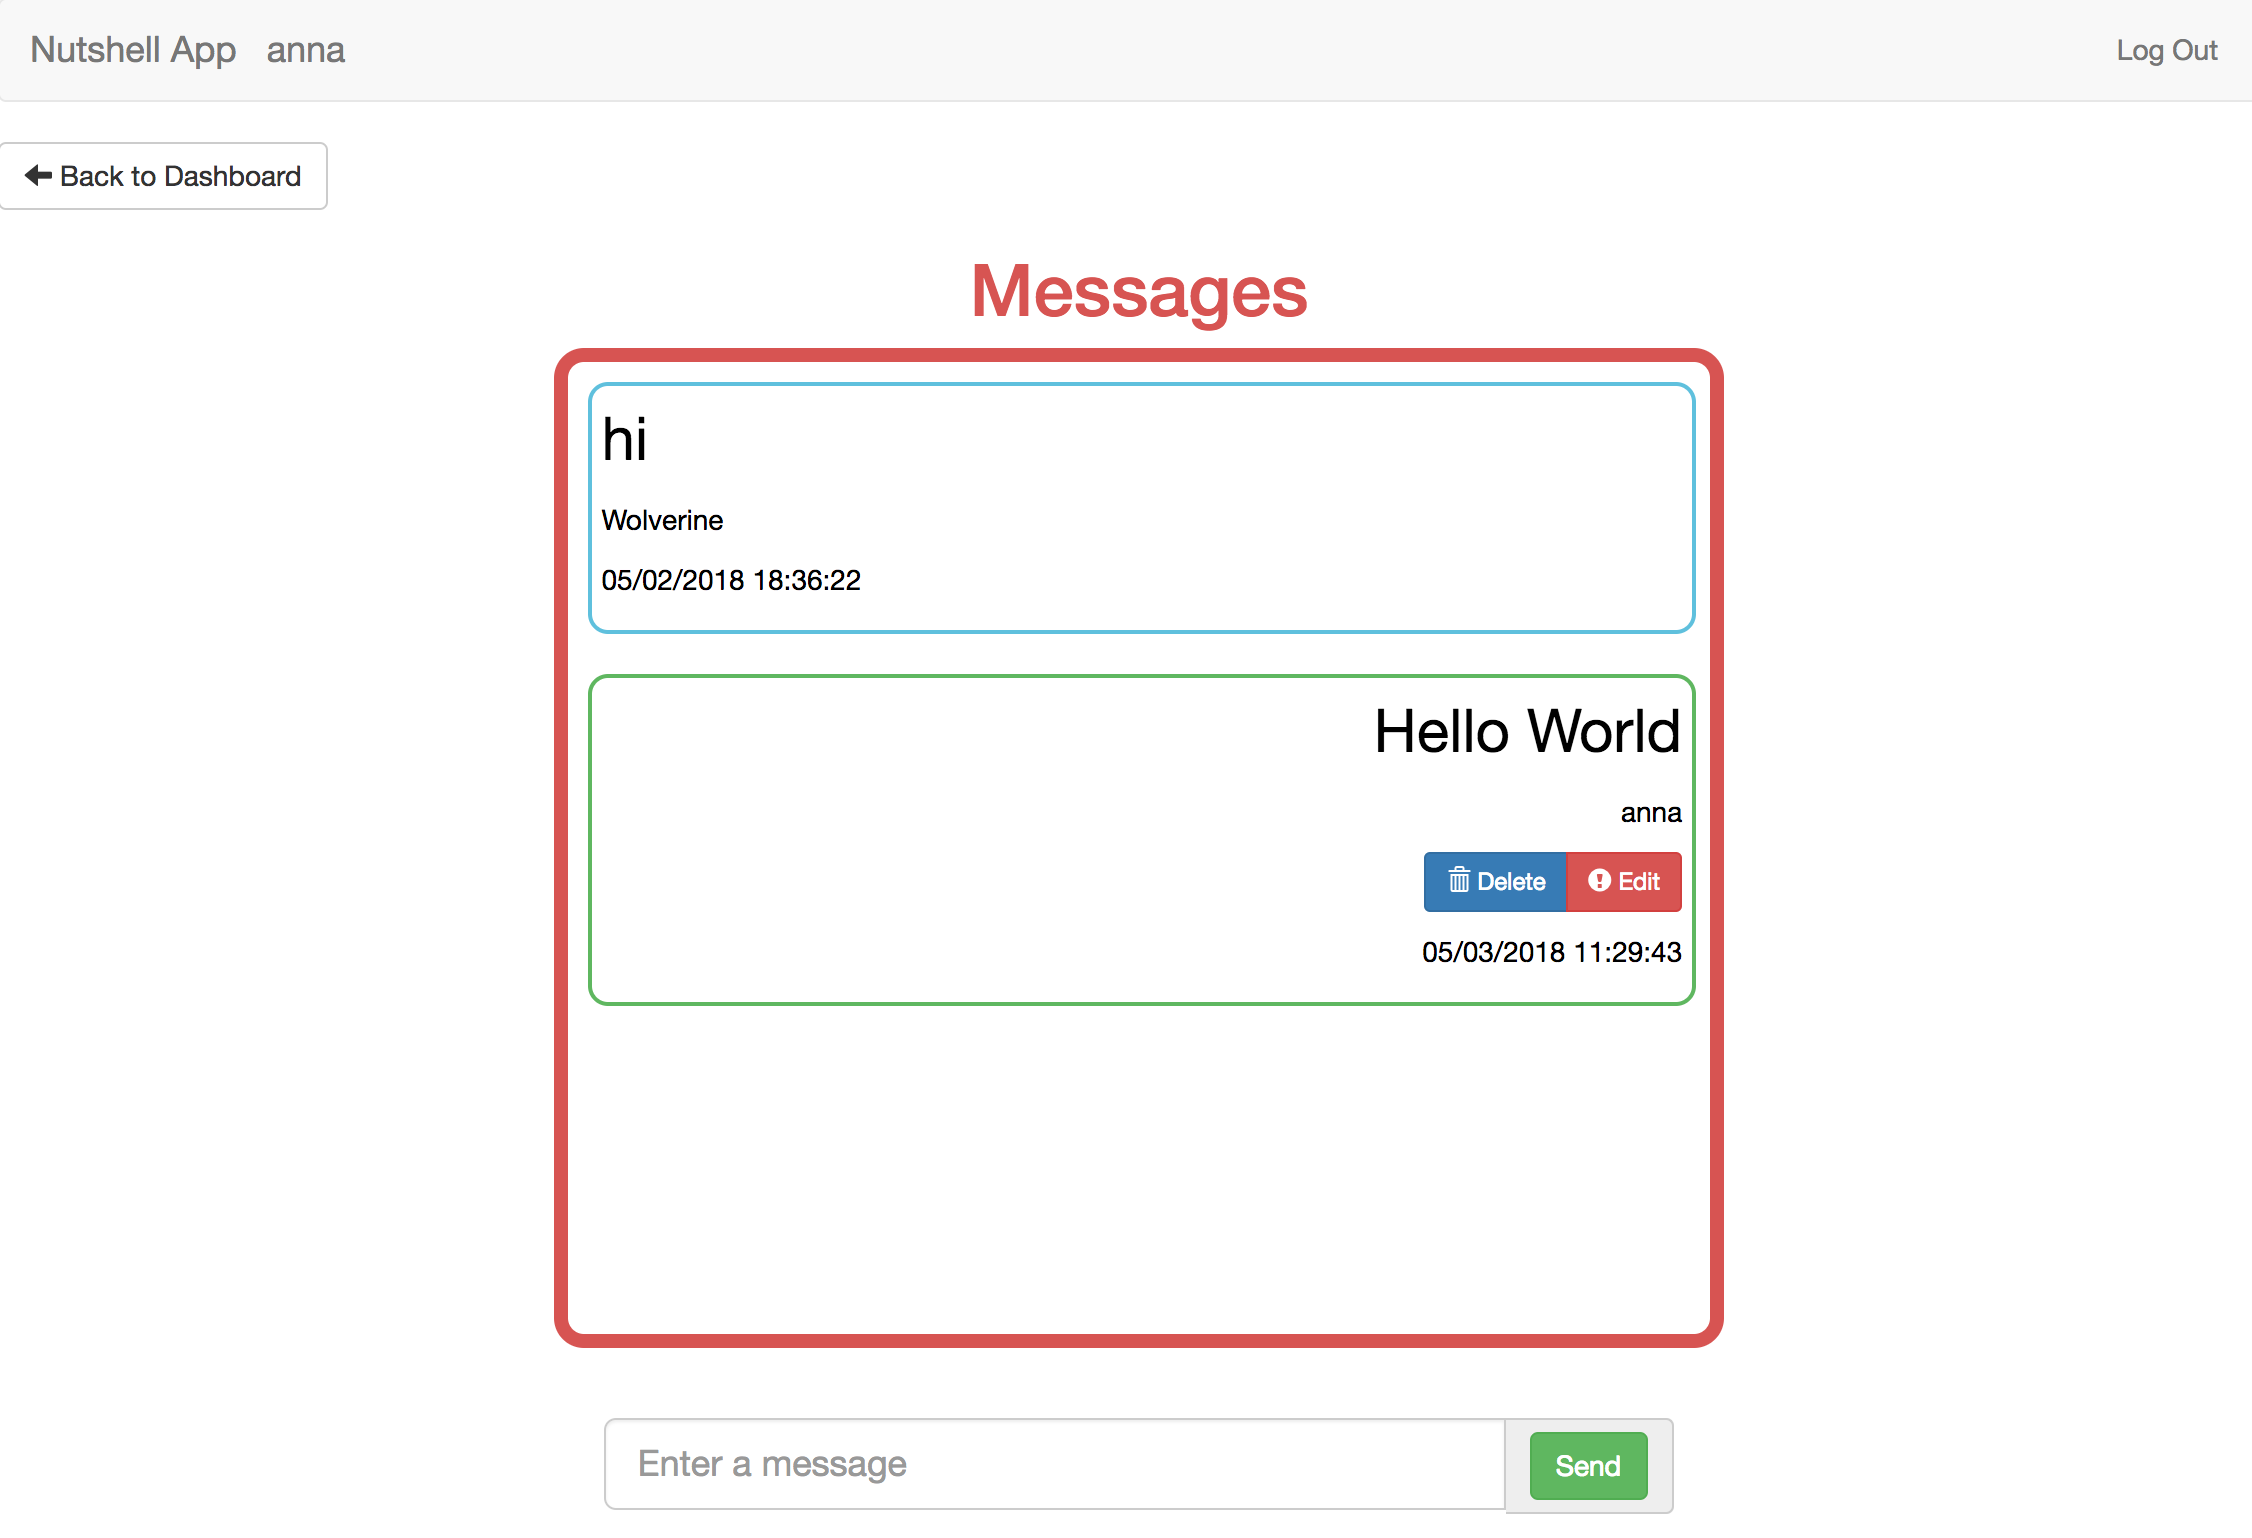 Nutshell App anna Log Out
Back to Dashboard
Messages
hi
Wolverine
05/02/2018 18:36:22
Hello World
anna
Delete Edit
05/03/2018 11:29:43
Enter a message Send